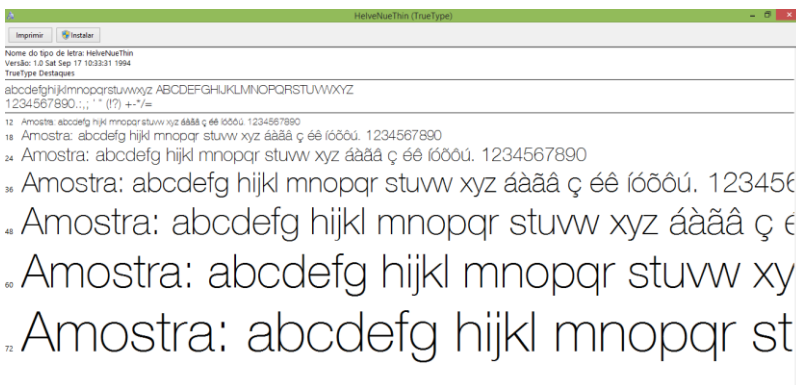 HelveNueThin (TrueType)
Imprimir Instalar
Nome do tipo de letra: HelveNueThin
Versão: 1.0 Sat Sep 17 10:33:31 1994
TrueType Destaques
abcdefghijklmnopqrstuvwxyz ABCDEFGHIJKLMNOPQRSTUVWXYZ
1234567890.:,; ' " (!?) +-*/=
12 Amostra: abcdefg hijkl mnopqr stuvw xyz áàãâ ç éê íóõôú. 1234567890
18 Amostra: abcdefg hijkl mnopqr stuvw xyz áàãâ ç éê íóõôú. 1234567890
24 Amostra: abcdefg hijkl mnopqr stuvw xyz áàãâ ç éê íóõôú. 1234567890
36 Amostra: abcdefg hijkl mnopqr stuvw xyz áàãâ ç éê íóõôú. 123456
48 Amostra: abcdefg hijkl mnopqr stuvw xyz áàãâ ç é
60 Amostra: abcdefg hijkl mnopqr stuvw xy
72 Amostra: abcdefg hijkl mnopqr st